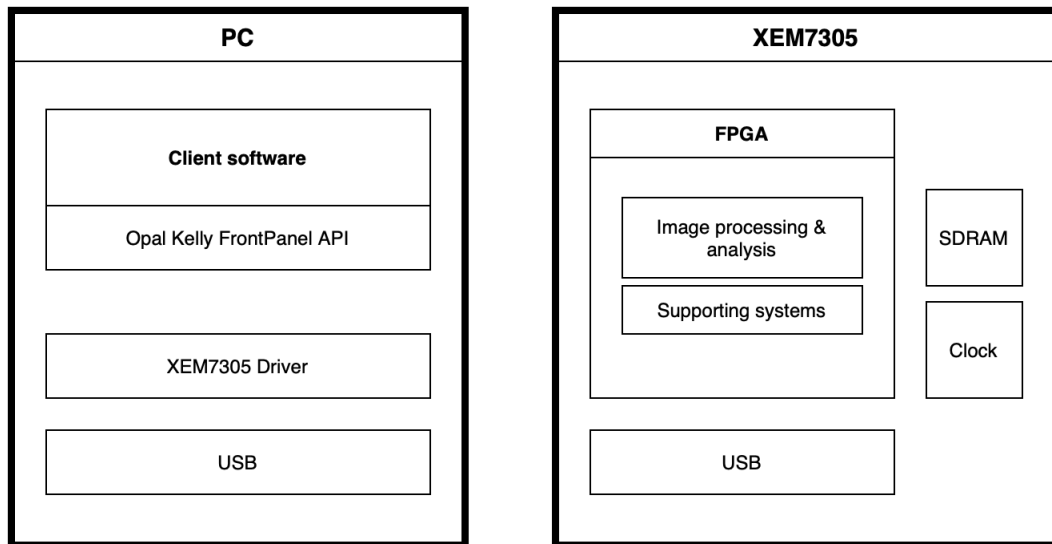 PC
Client software
Opal Kelly FrontPanel API
XEM7305 Driver
USB
XEM7305
FPGA
Image processing &
analysis
Supporting systems
SDRAM
Clock
USB